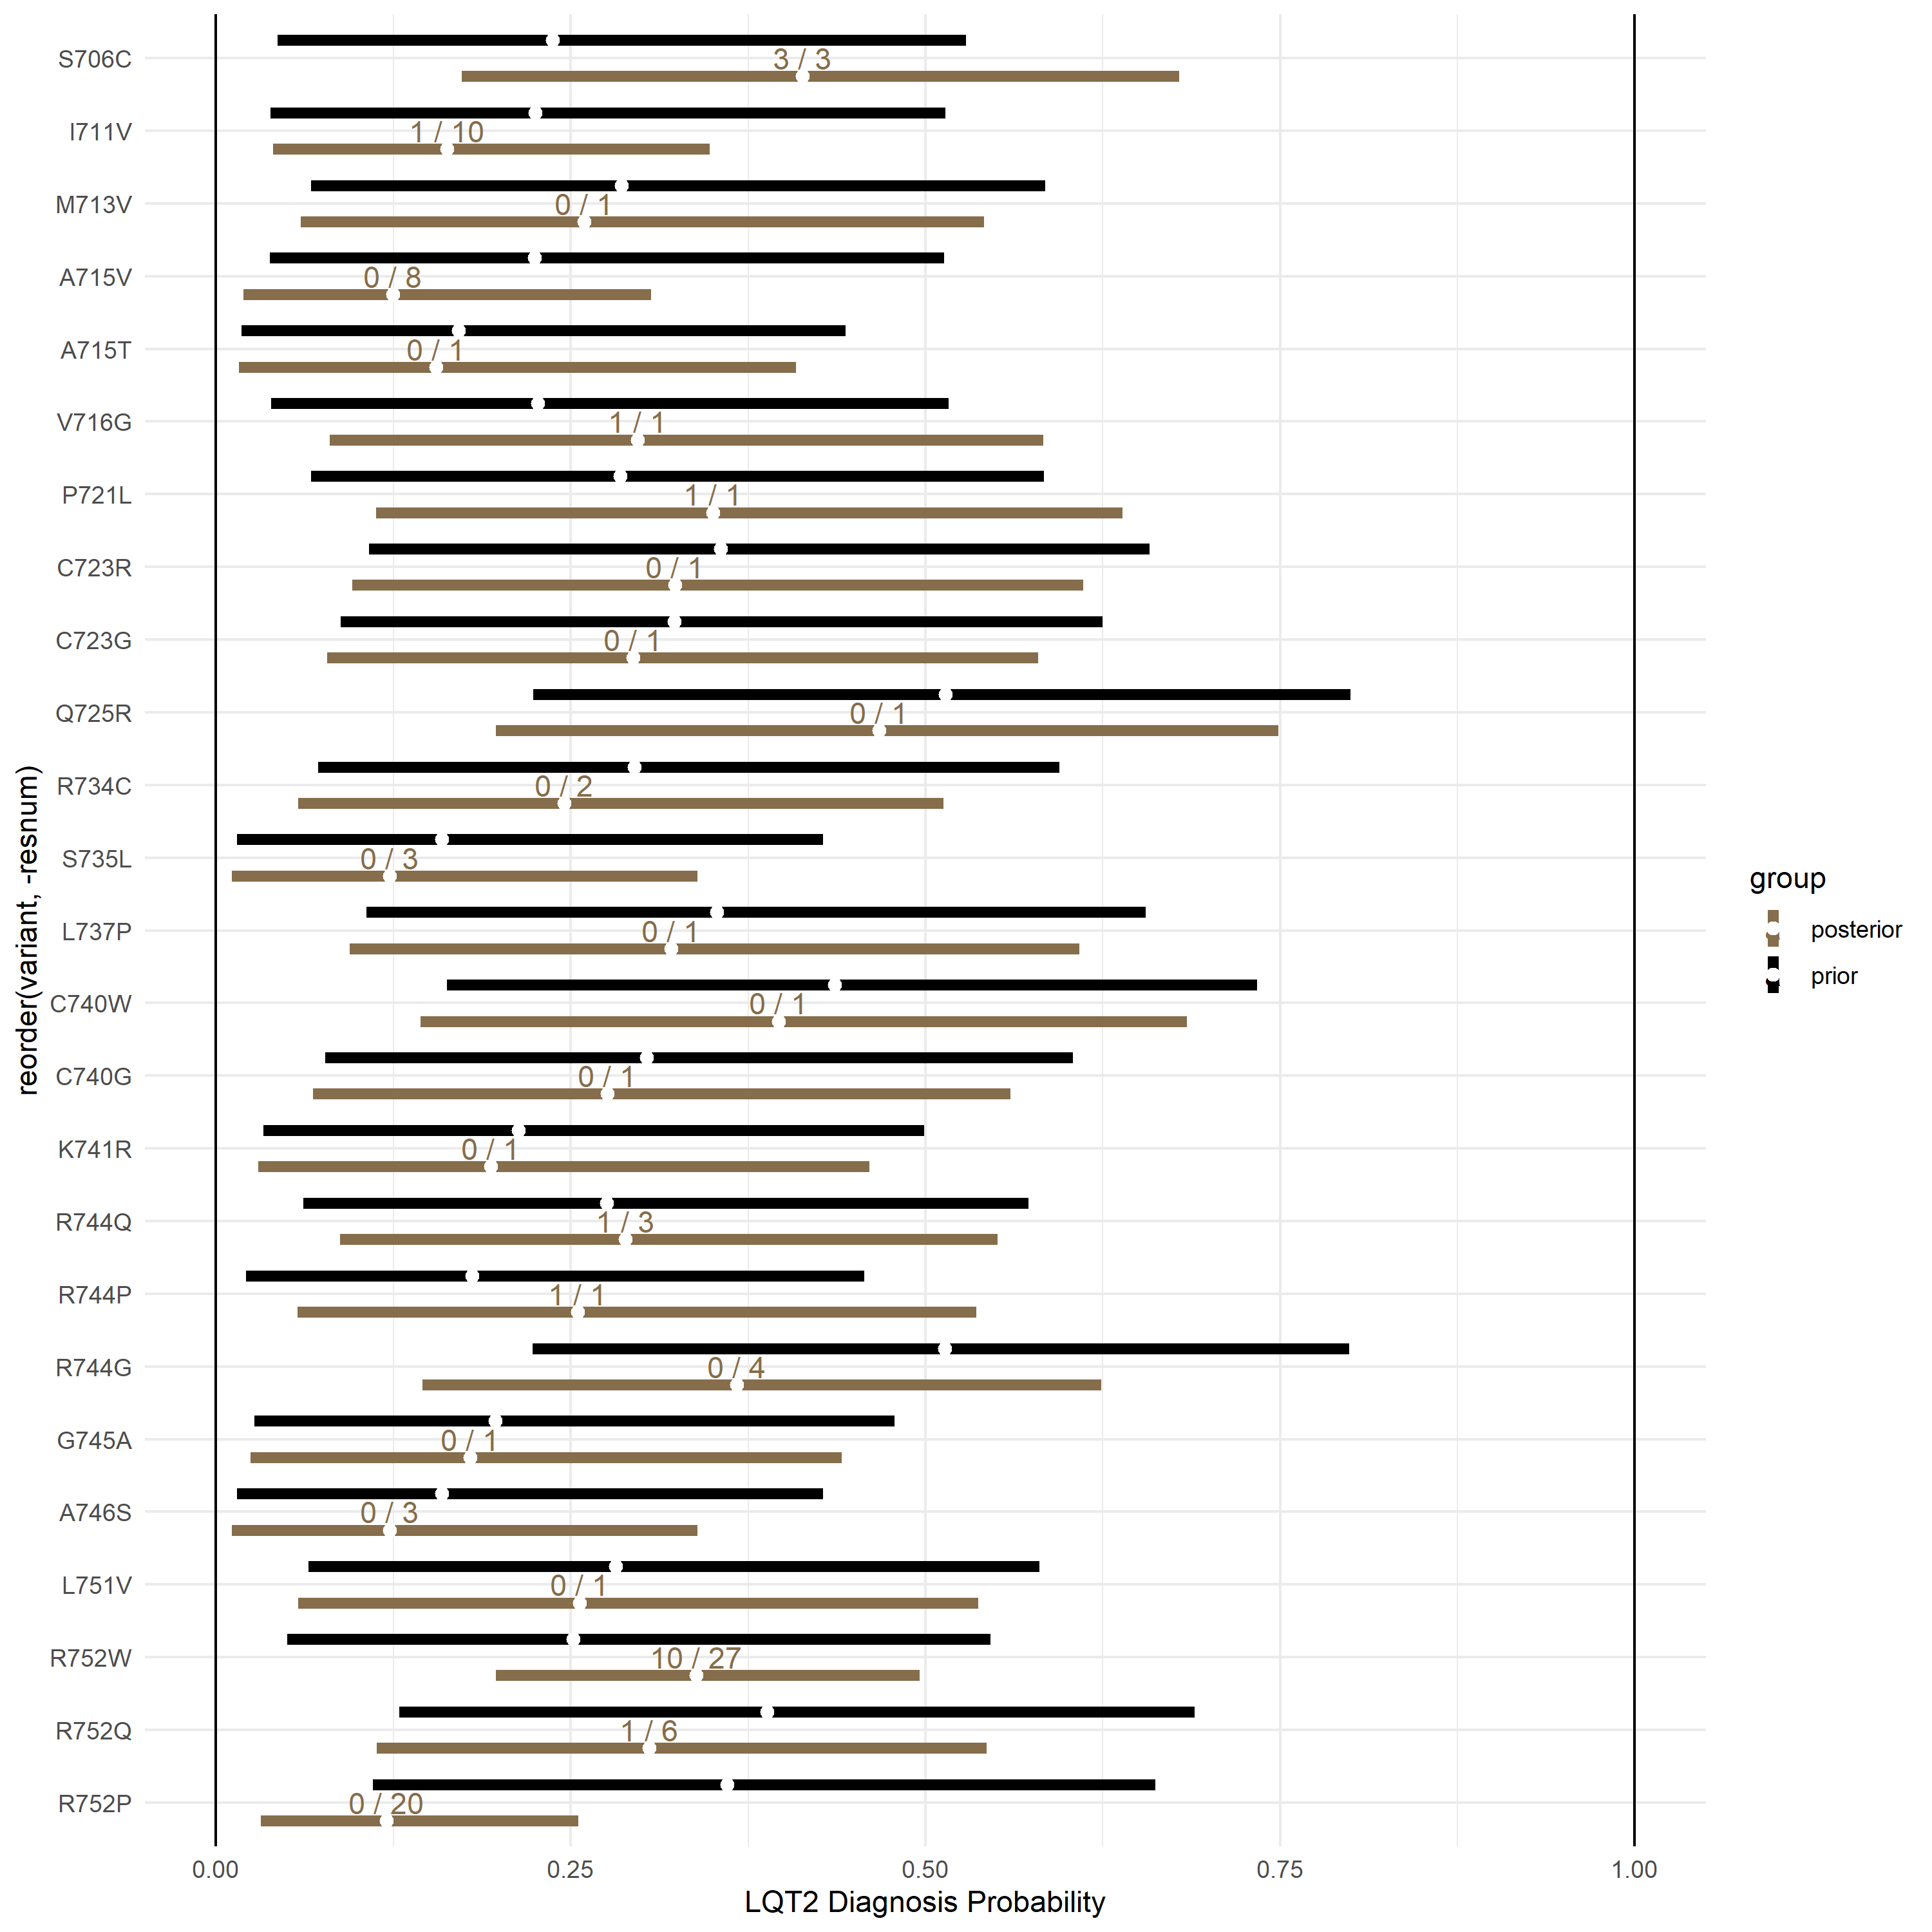 S706C
3 / 3
I711V
1 / 10
M713V
0 / 1
A715V
0 / 8
A715T
0 / 1
V716G
1 / 1
P721L
1 / 1
C723R
0 / 1
C723G
0 / 1
Q725R
0 / 1
R734C
0 / 2
S735L
0 / 3
L737P
0 / 1
C740W
0 / 1
C740G
0 / 1
K741R
0 / 1
R744Q
1 / 3
R744P
1 / 1
R744G
0 / 4
G745A
0 / 1
A746S
0 / 3
L751V
0 / 1
R752W
10 / 27
R752Q
1 / 6
R752P
0 / 20
reorder(variant, -resnum)
0.00 0.25 0.50 0.75 1.00
LQT2 Diagnosis Probability
group
posterior
prior